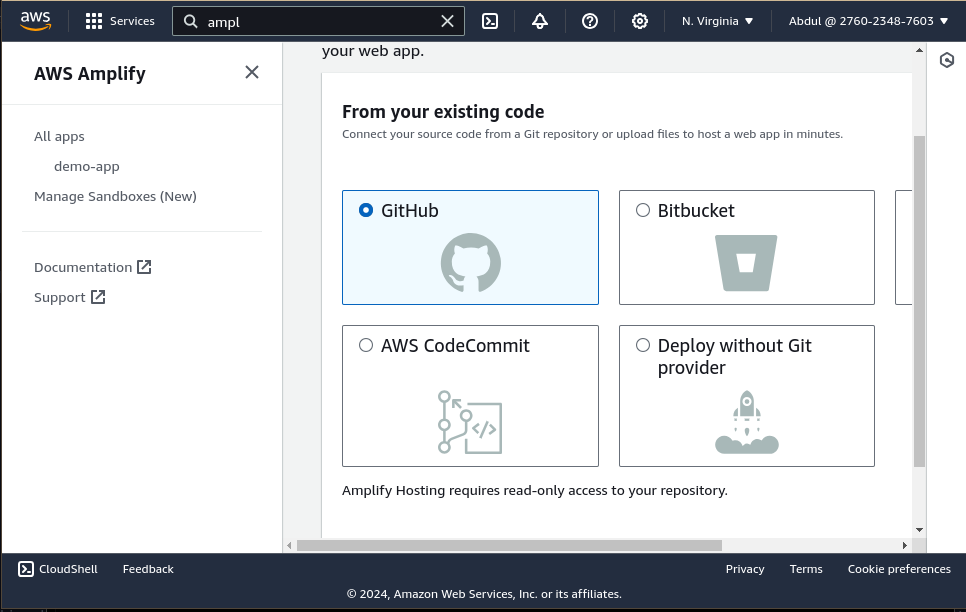 aws
Services
ampl
N. Virginia
Abdul @ 2760-2348-7603
AWS Amplify
All apps
demo-app
Manage Sandboxes (New)
Documentation
Support
your web app.
From your existing code
Connect your source code from a Git repository or upload files to host a web app in minutes.
GitHub
Bitbucket
AWS CodeCommit
Deploy without Git
provider
</>
Amplify Hosting requires read-only access to your repository.
CloudShell
Feedback
Privacy
Terms
Cookie preferences
© 2024, Amazon Web Services, Inc. or its affiliates.